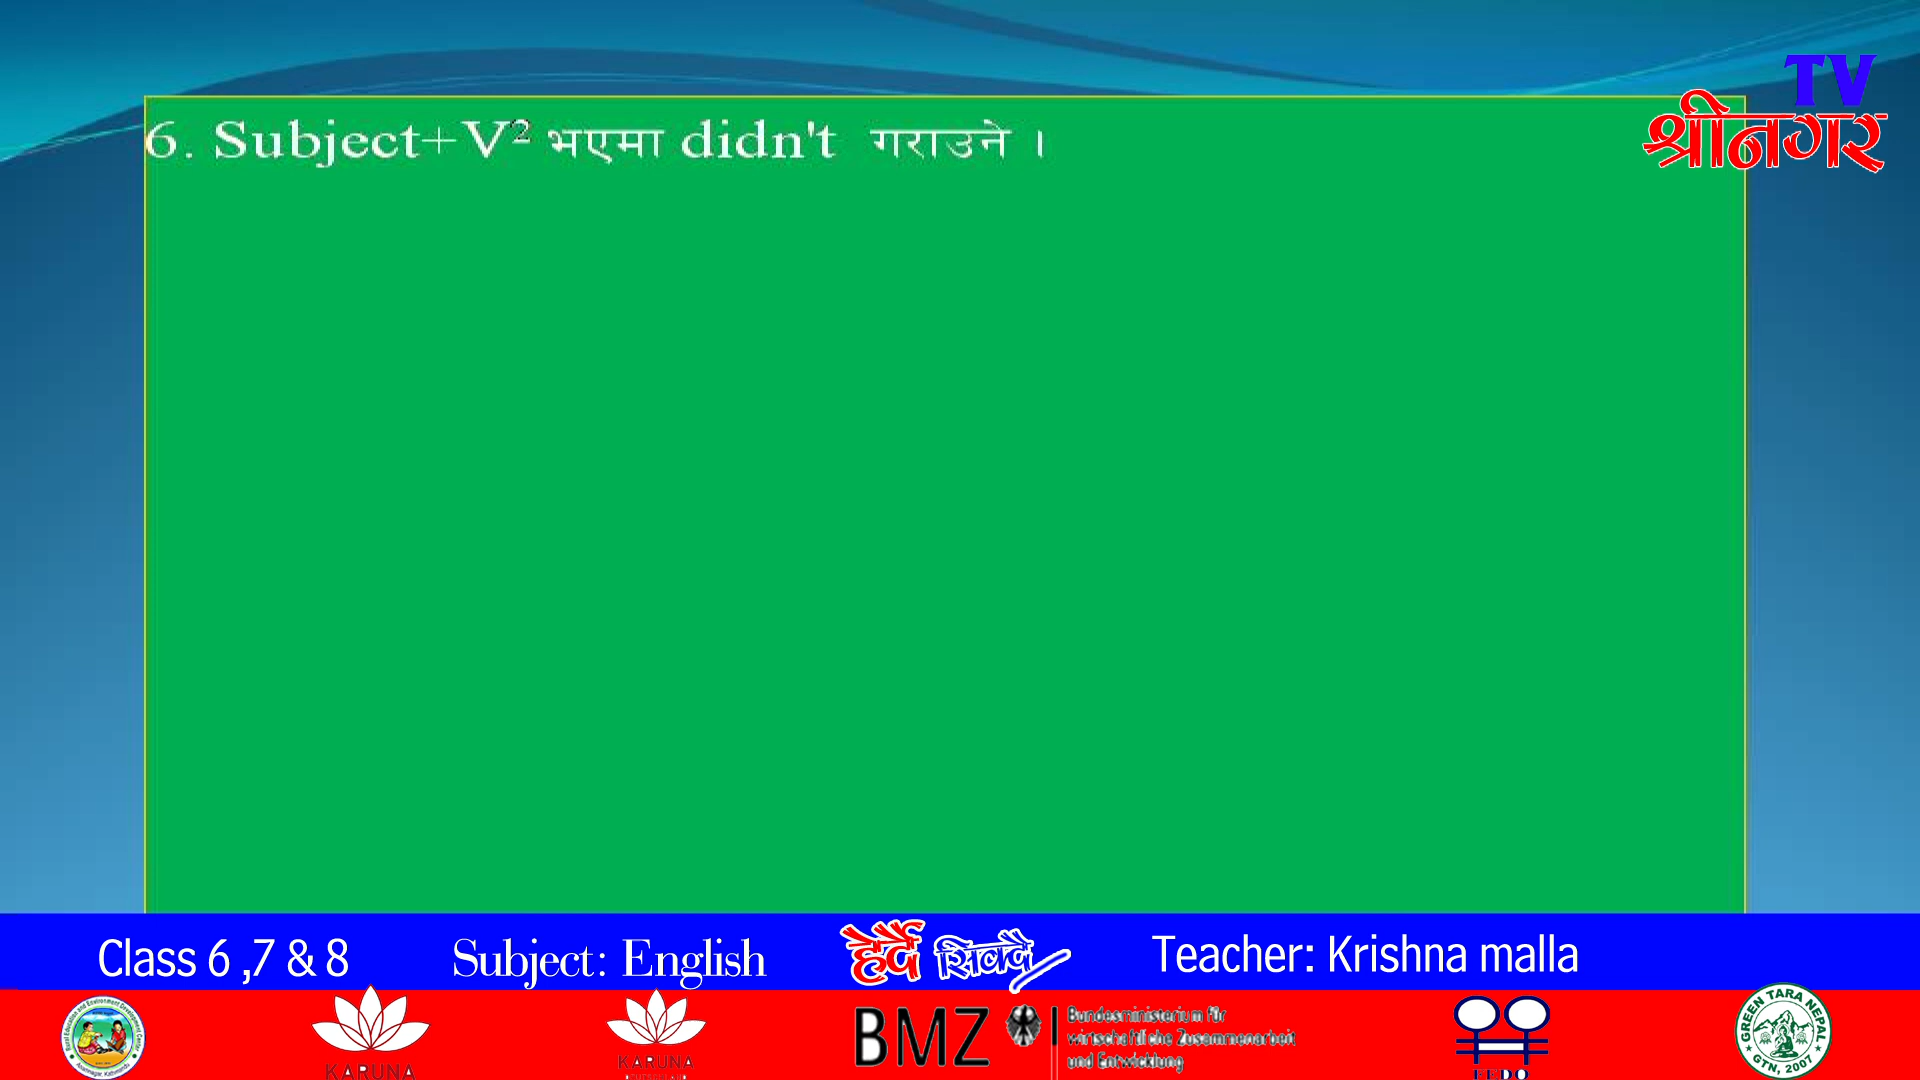 TV
श्रीनगर
6. Subject+V² भएमा didn't गराउने ।
Class 6 ,7 & 8
Subject: English
हेर्दै सिक्दै
Teacher: Krishna malla
KARUNA
KARUNA
BMZ
Bundesministerium für
wirtschaftliche Zusammenarbeit
und Entwicklung
FEDO
GREEN TARA NEPAL
GTN, 2007